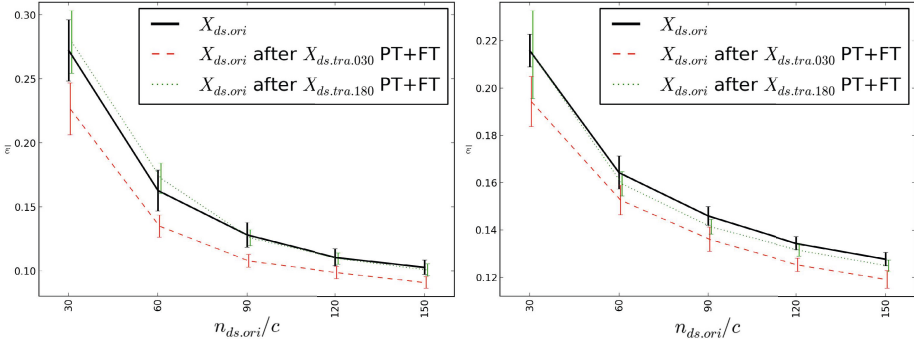 0.30
0.25
0.20
0.15
0.10
X_{ds.ori}
X_{ds.ori} after X_{ds.tra.030} PT+FT
X_{ds.ori} after X_{ds.tra.180} PT+FT
30
60
90
120
150
n_{ds.ori}/c
0.22
0.20
0.18
0.16
0.14
0.12
X_{ds.ori}
X_{ds.ori} after X_{ds.tra.030} PT+FT
X_{ds.ori} after X_{ds.tra.180} PT+FT
30
60
90
120
150
n_{ds.ori}/c